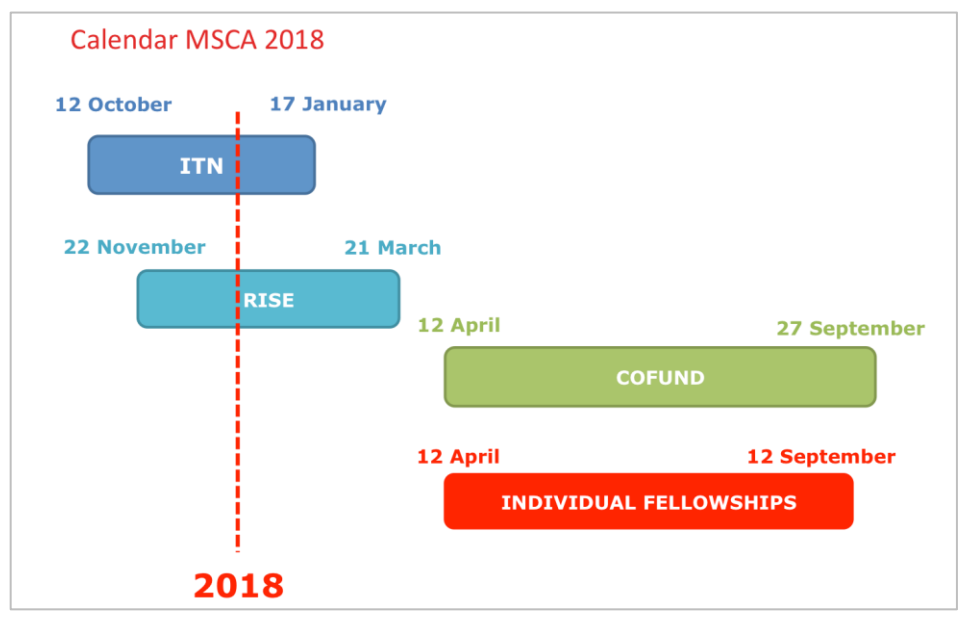 Calendar MSCA 2018
12 October 17 January
ITN
22 November 21 March
RISE
12 April 27 September
COFUND
12 April 12 September
INDIVIDUAL FELLOWSHIPS
2018